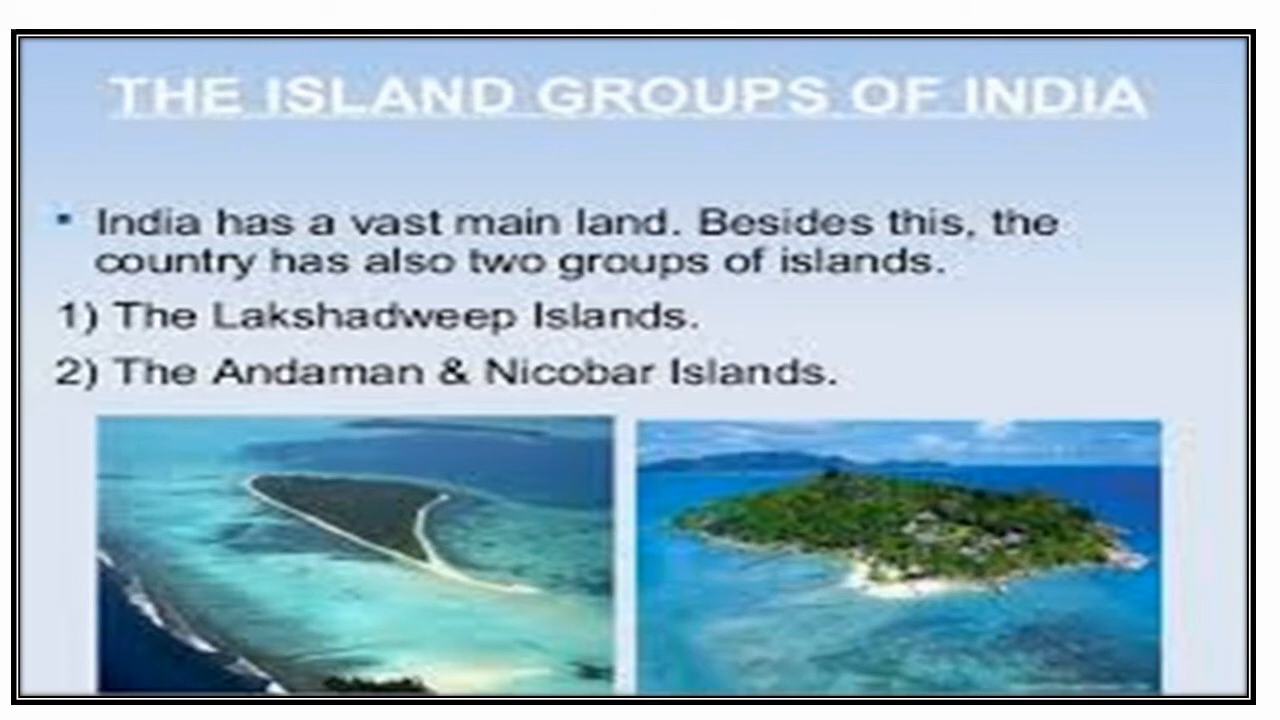 THE ISLAND GROUPS OF INDIA
India has a vast main land. Besides this, the
country has also two groups of islands.
1) The Lakshadweep Islands.
2) The Andaman & Nicobar Islands.